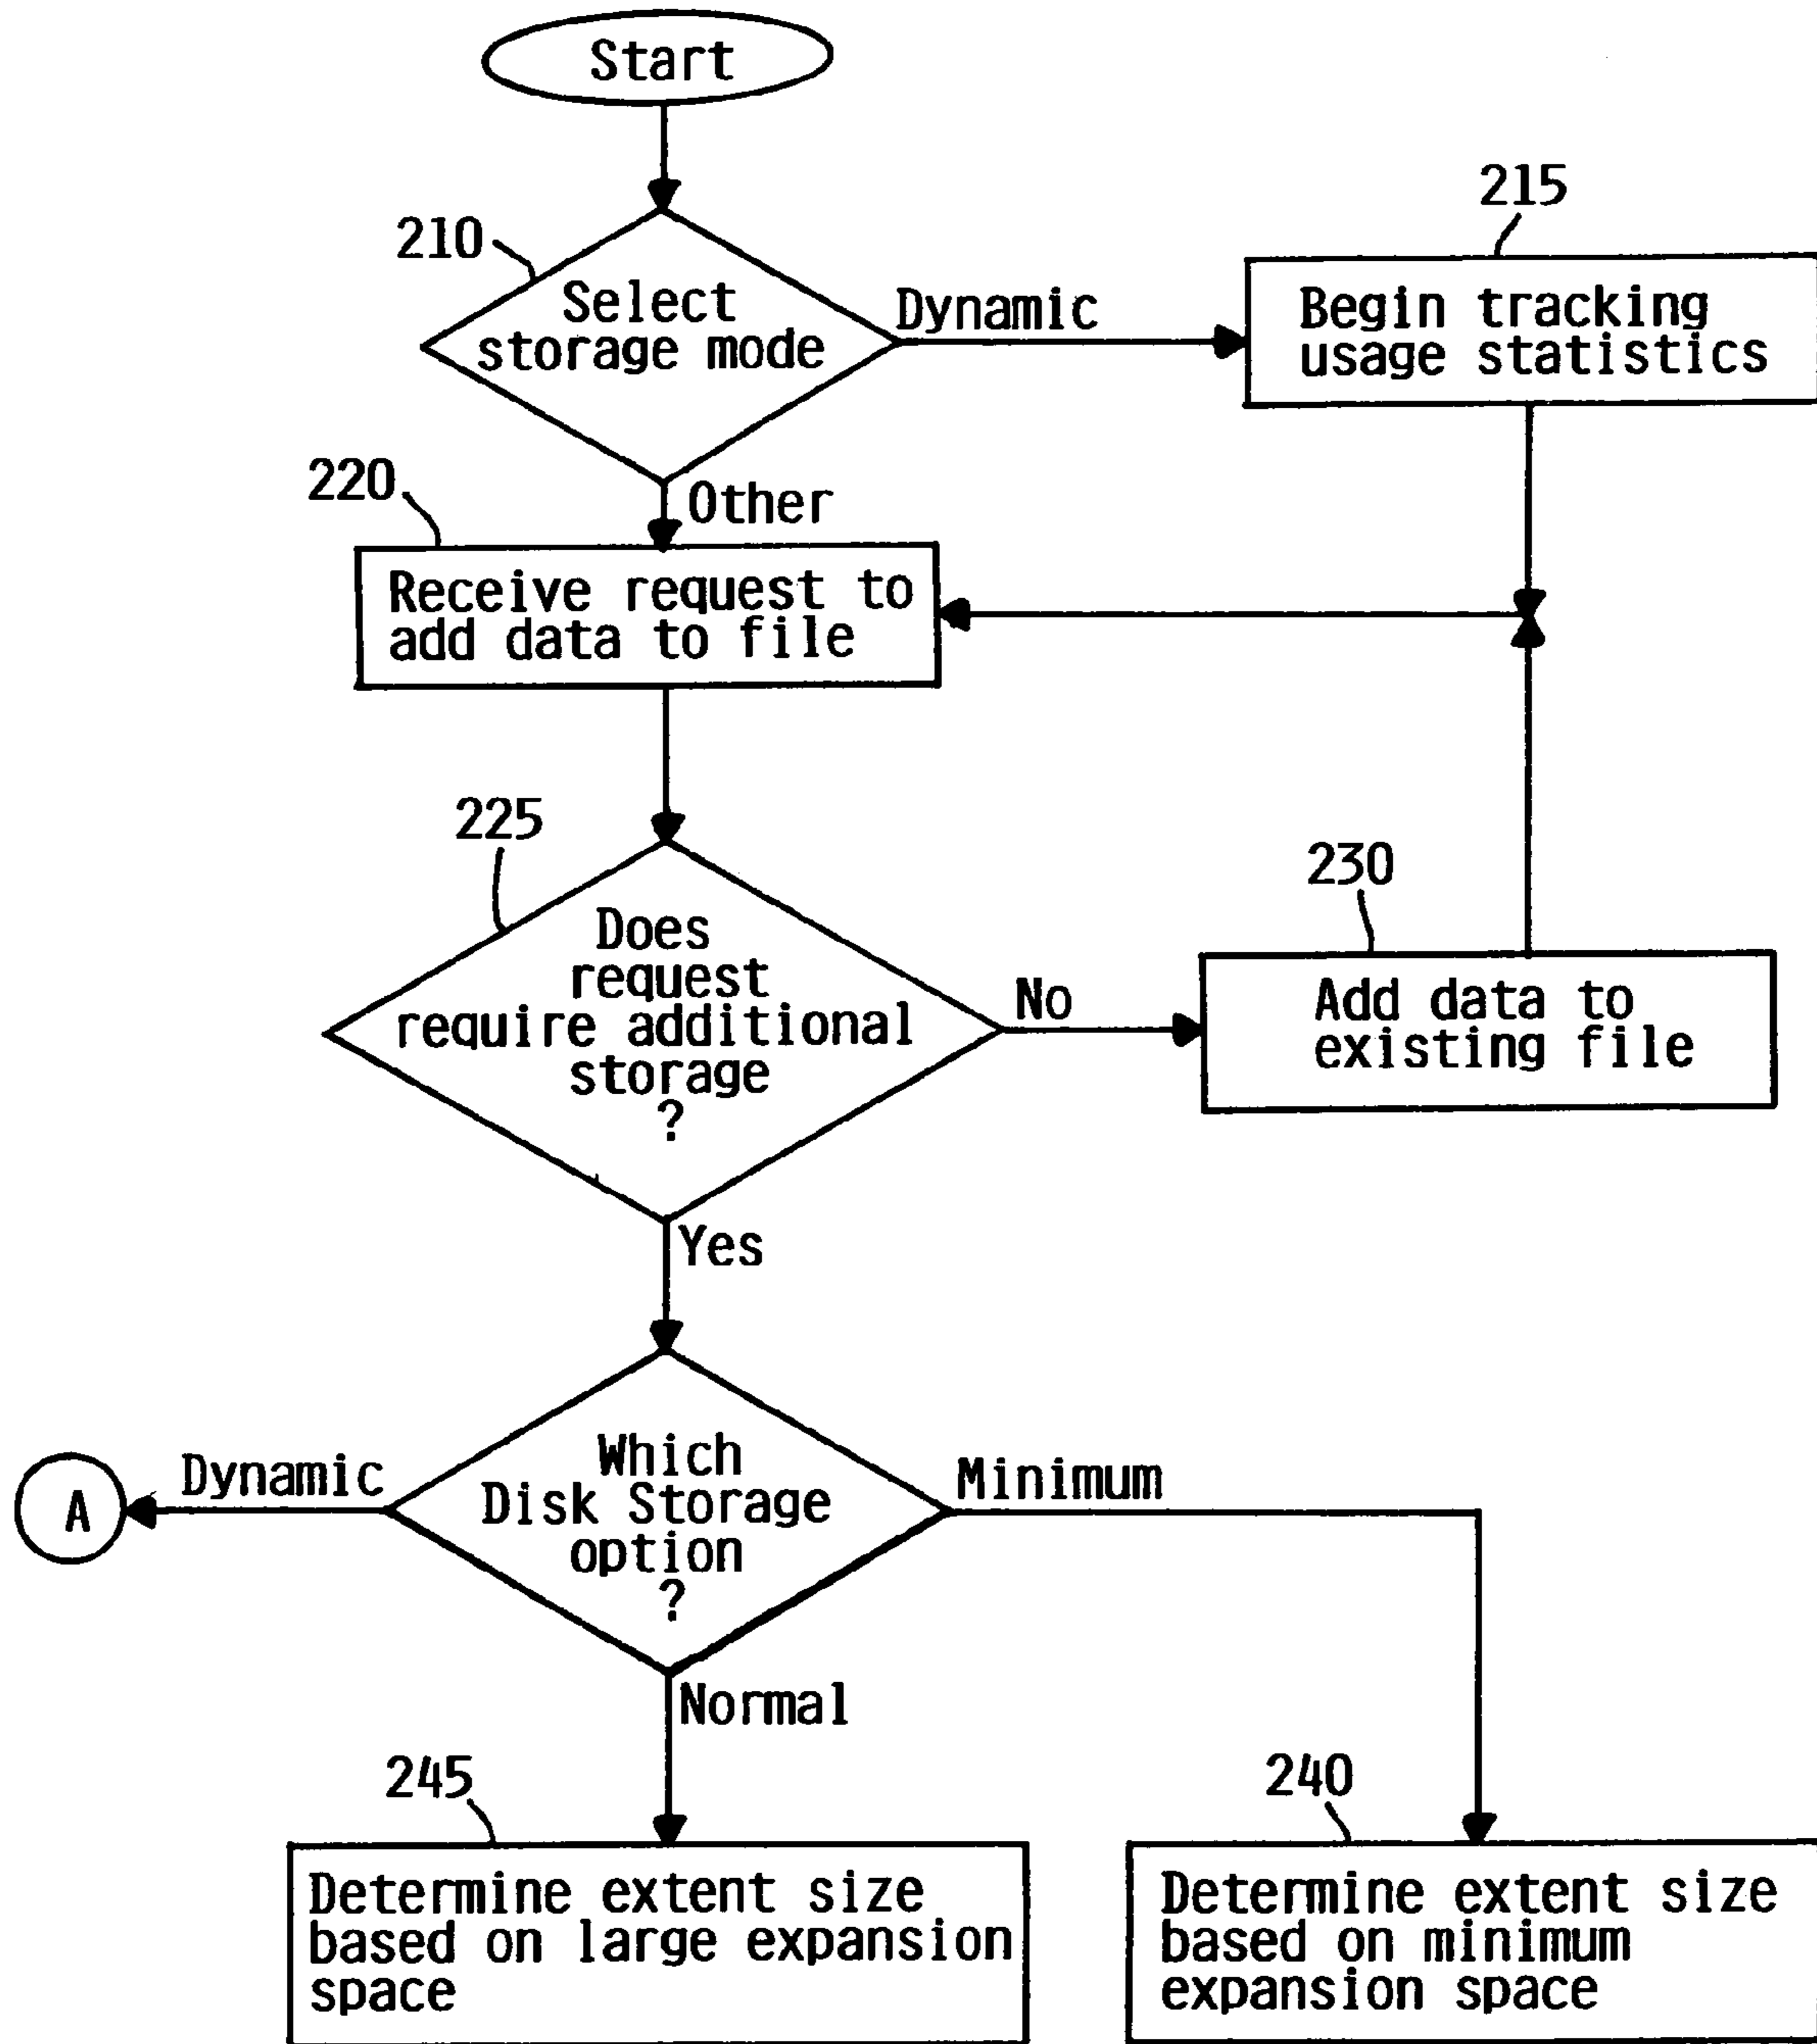 Start
210
Select
storage mode
Dynamic
215
Begin tracking
usage statistics
Other
220
Receive request to
add data to file
225
Does
request
require additional
storage
?
No
230
Add data to
existing file
Yes
Which
Disk Storage
option
?
Dynamic
A
Minimum
Normal
245
Determine extent size
based on large expansion
space
240
Determine extent size
based on minimum
expansion space